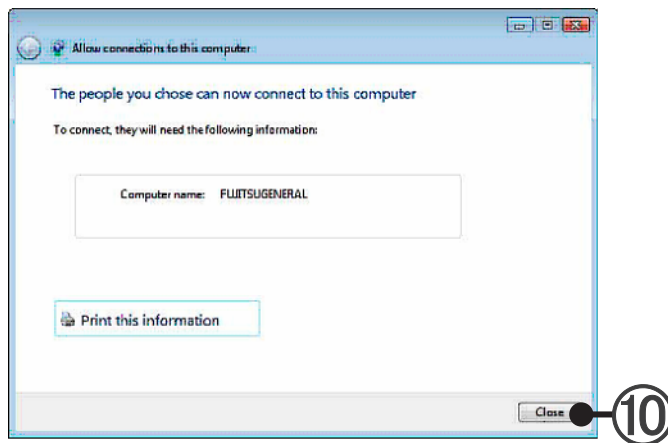 Allow connections to this computer
The people you chose can now connect to this computer
To connect, they will need the following information:
Computer name: FUJITSUGENERAL
Print this information
Close
⑩